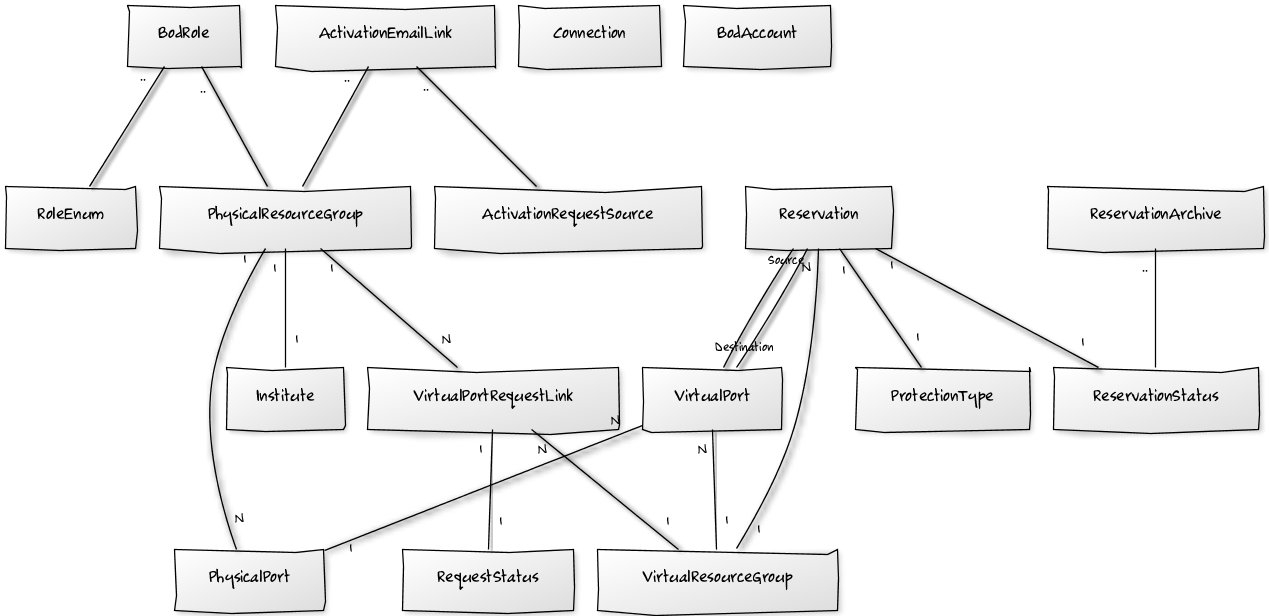 BodRole
ActivationEmailLink
Connection
BodAccount
..
..
..
..
RoleEnum
PhysicalResourceGroup
ActivationRequestSource
Reservation
ReservationArchive
1
1
1
Source
N
1
1
..
1
N
Destination
1
1
Institute
VirtualPortRequestLink
VirtualPort
ProtectionType
ReservationStatus
N
1
N
N
N
1
1
1
1
1
PhysicalPort
RequestStatus
VirtualResourceGroup